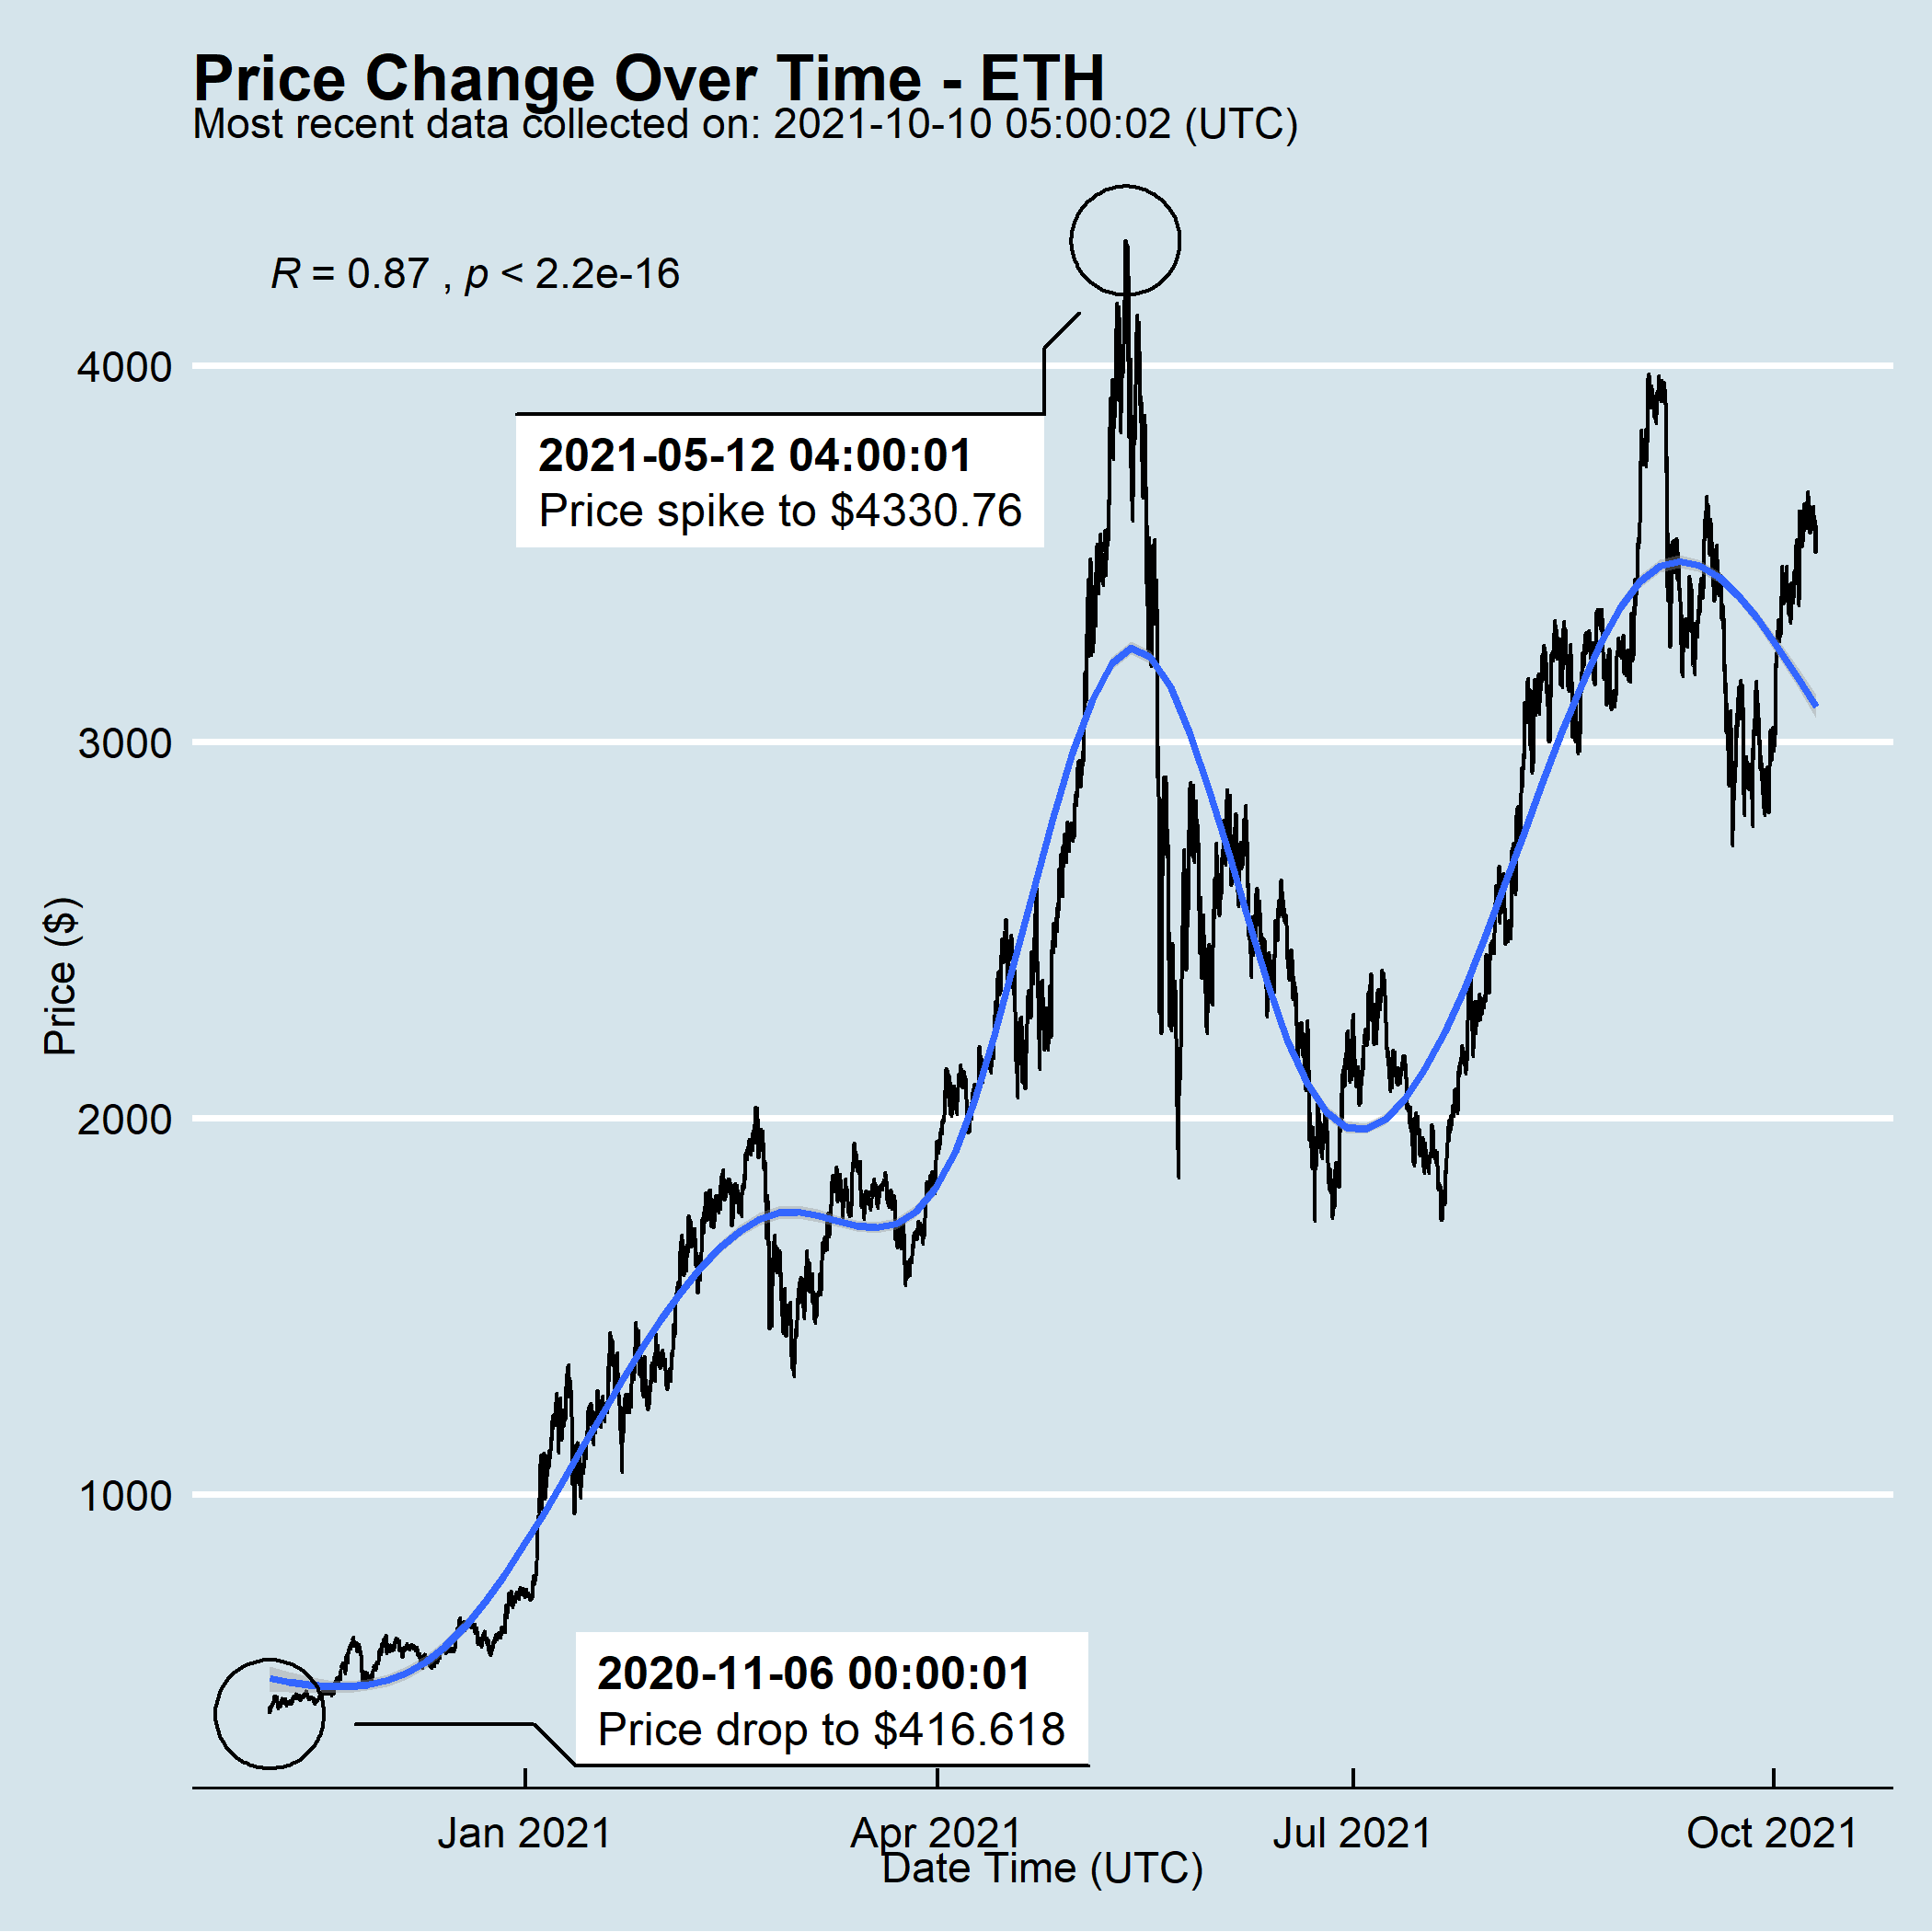 Price Change Over Time - ETH
Most recent data collected on: 2021-10-10 05:00:02 (UTC)
R = 0.87 , p < 2.2e-16
4000
2021-05-12 04:00:01
Price spike to $4330.76
3000
Price ($)
2000
1000
2020-11-06 00:00:01
Price drop to $416.618
Jan 2021
Apr 2021
Jul 2021
Oct 2021
Date Time (UTC)